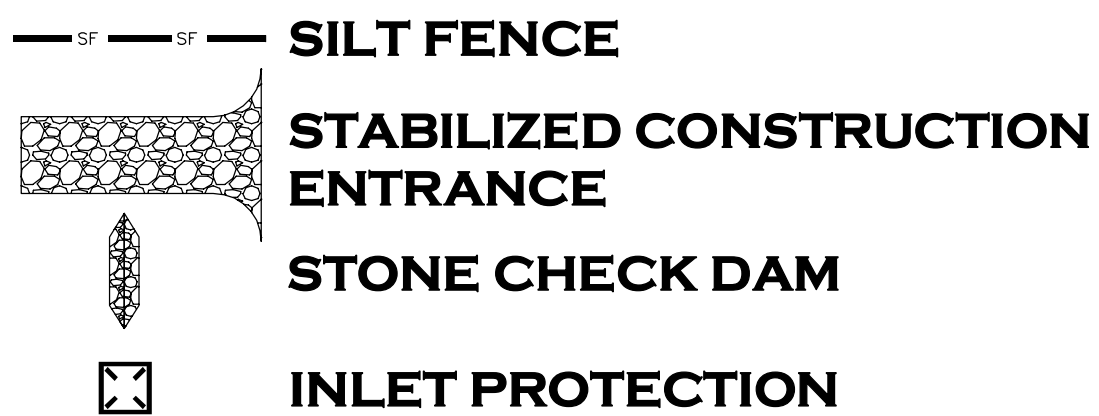 SF SF SILT FENCE
STABILIZED CONSTRUCTION
ENTRANCE
STONE CHECK DAM
INLET PROTECTION